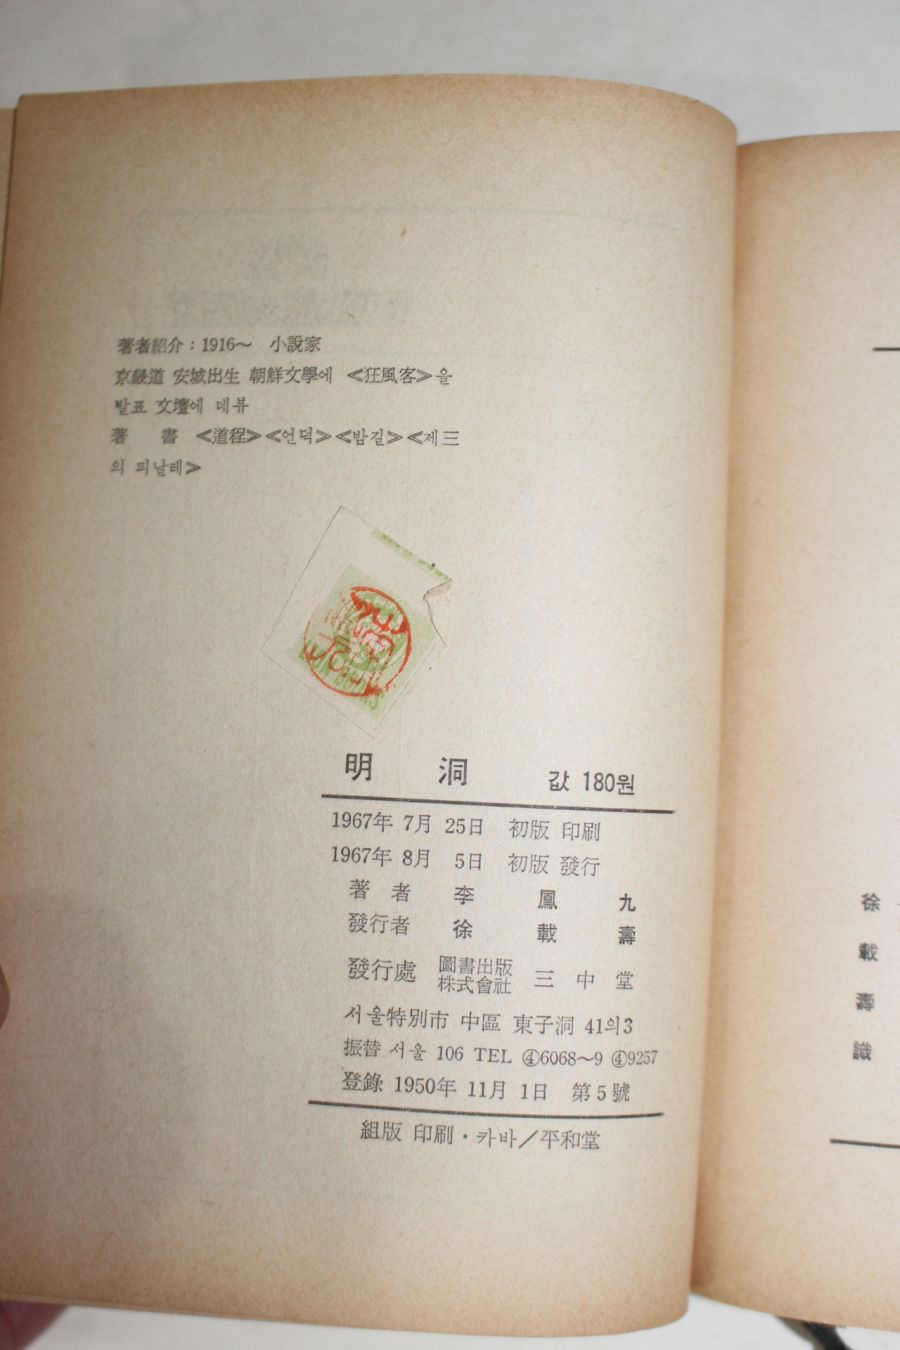 著者紹介 : 1916～ 小說家
京畿道 安城出生 朝鮮文學에 ≪狂風客≫을
발표 文壇에 데뷔
著 書 ≪道程≫≪언덕≫≪밤길≫≪제三
의 피날레≫
明 洞 값 180원
1967年 7月 25日 初版 印刷
1967年 8月 5日 初版 發行
著 者 李 鳳 九
發行者 徐 載 壽
發行處 圖書出版 株式會社 三 中 堂
서울特別市 中區 東子洞 41의3
振替 서울 106 TEL ④6068～9 ④9257
登錄 1950年 11月 1日 第5號
組版 印刷・카바／平和堂
徐 載 壽 識